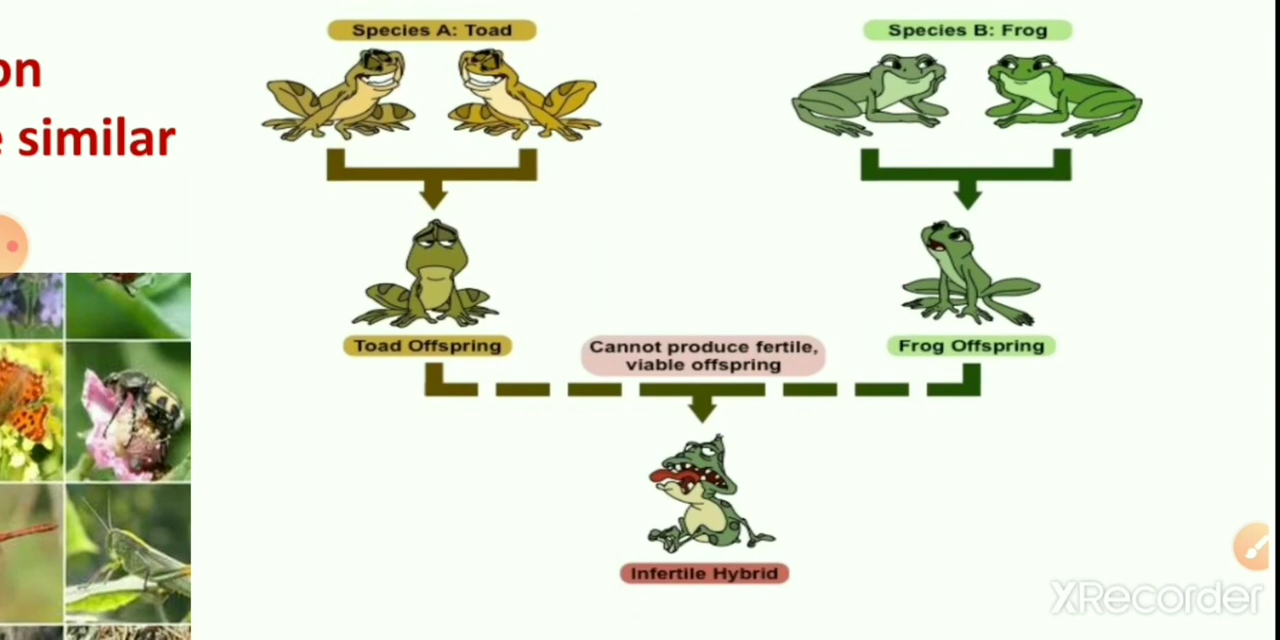 on
e similar
Species A: Toad
Species B: Frog
Toad Offspring
Cannot produce fertile,
viable offspring
Frog Offspring
Infertile Hybrid
XRecorder